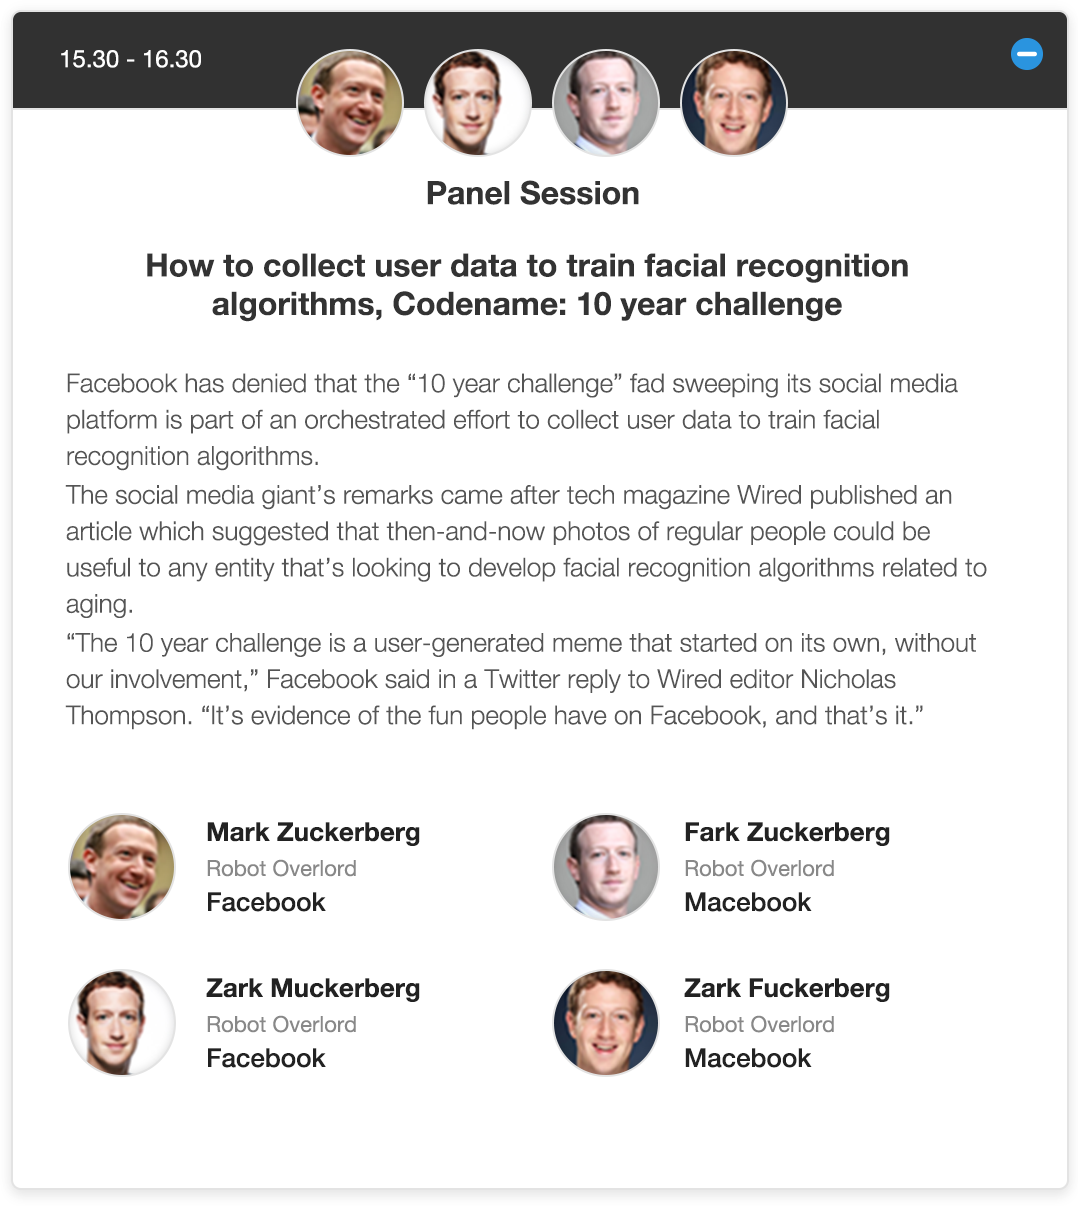 15.30 - 16.30
Panel Session
How to collect user data to train facial recognition
algorithms, Codename: 10 year challenge
Facebook has denied that the “10 year challenge” fad sweeping its social media
platform is part of an orchestrated effort to collect user data to train facial
recognition algorithms.
The social media giant’s remarks came after tech magazine Wired published an
article which suggested that then-and-now photos of regular people could be
useful to any entity that’s looking to develop facial recognition algorithms related to
aging.
“The 10 year challenge is a user-generated meme that started on its own, without
our involvement,” Facebook said in a Twitter reply to Wired editor Nicholas
Thompson. “It’s evidence of the fun people have on Facebook, and that’s it.”
Mark Zuckerberg
Robot Overlord
Facebook
Fark Zuckerberg
Robot Overlord
Macebook
Zark Muckerberg
Robot Overlord
Facebook
Zark Fuckerberg
Robot Overlord
Macebook